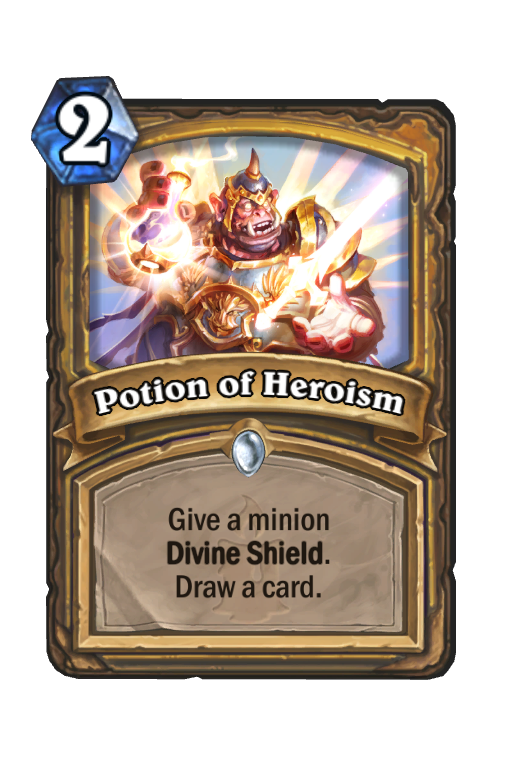 2
Potion of Heroism
Give a minion
Divine Shield.
Draw a card.